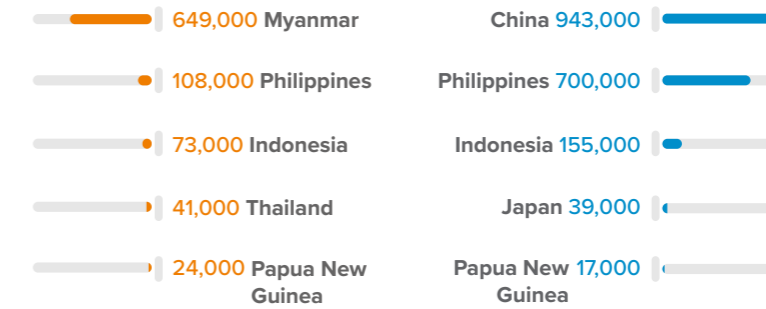 649,000 Myanmar
China 943,000
108,000 Philippines
Philippines 700,000
73,000 Indonesia
Indonesia 155,000
41,000 Thailand
Japan 39,000
24,000 Papua New
Guinea
Papua New 17,000
Guinea